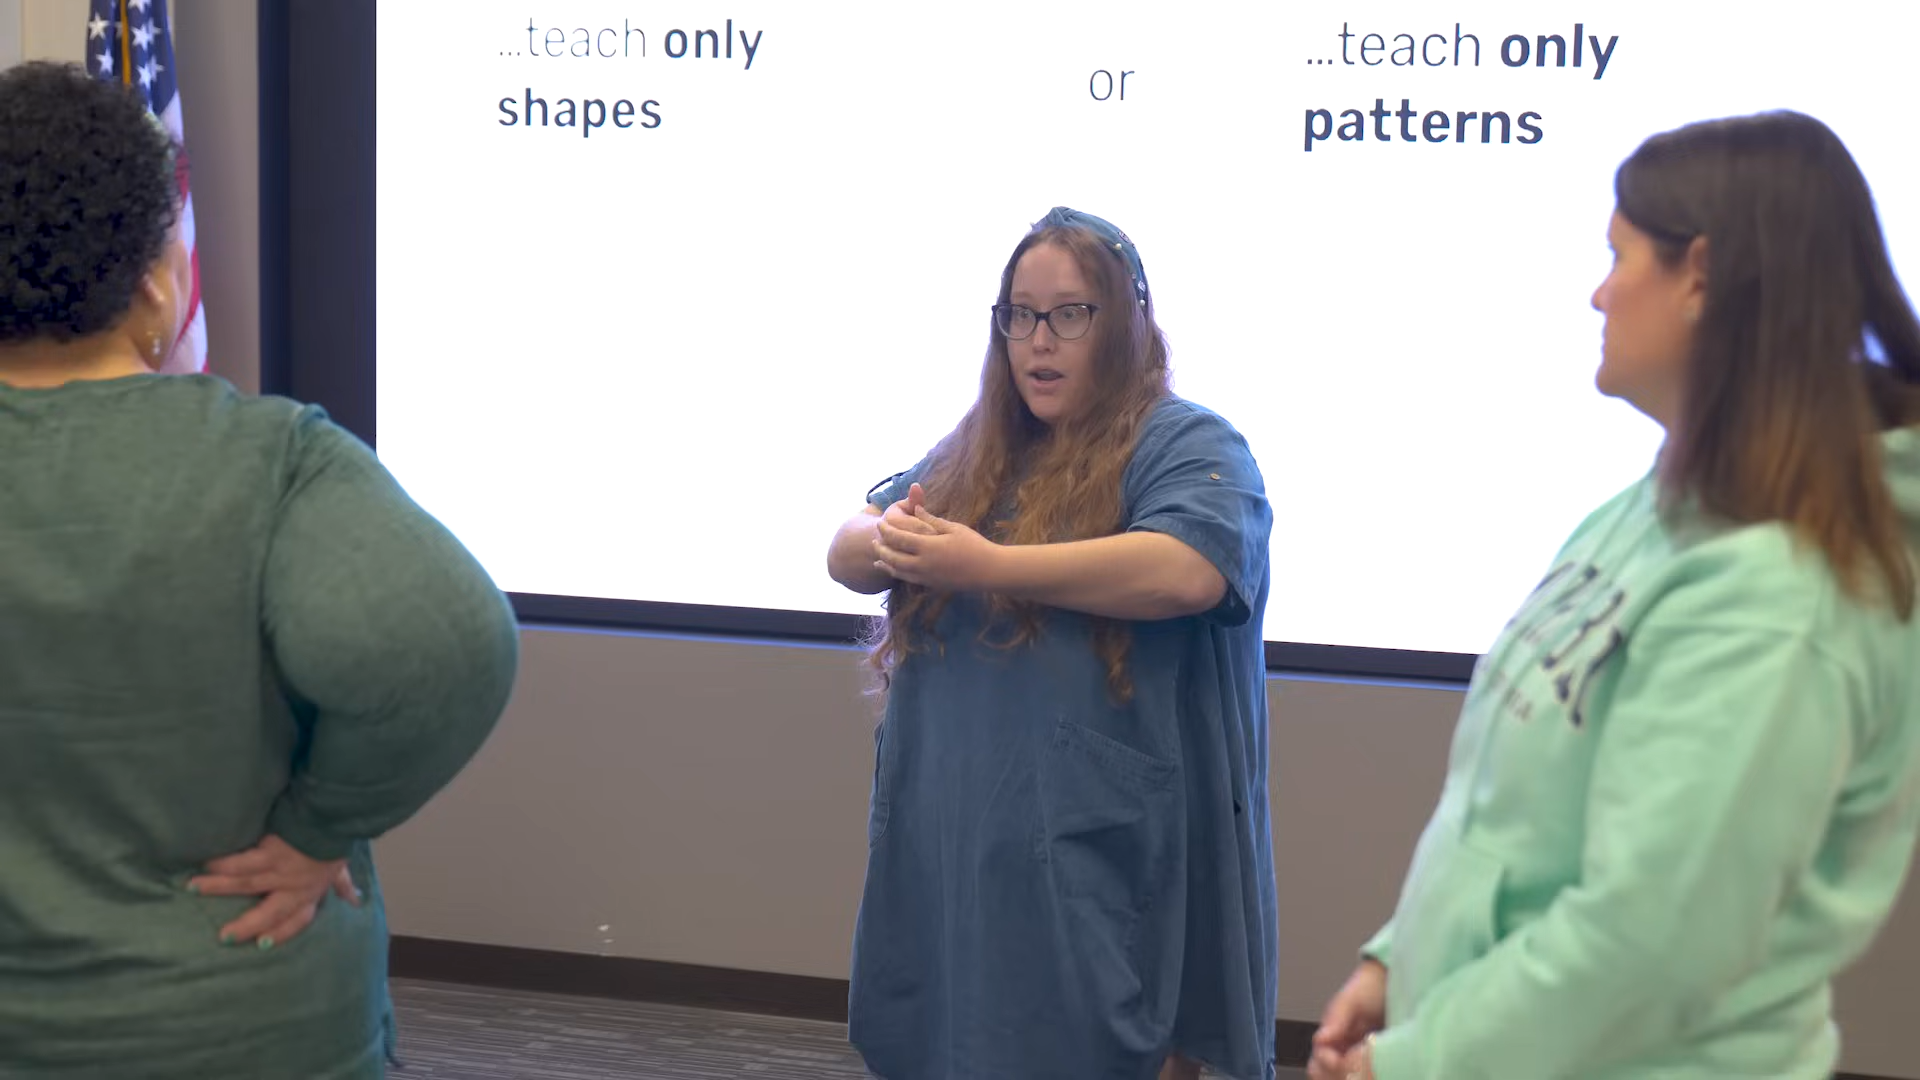 ...teach only
shapes
or
...teach only
patterns